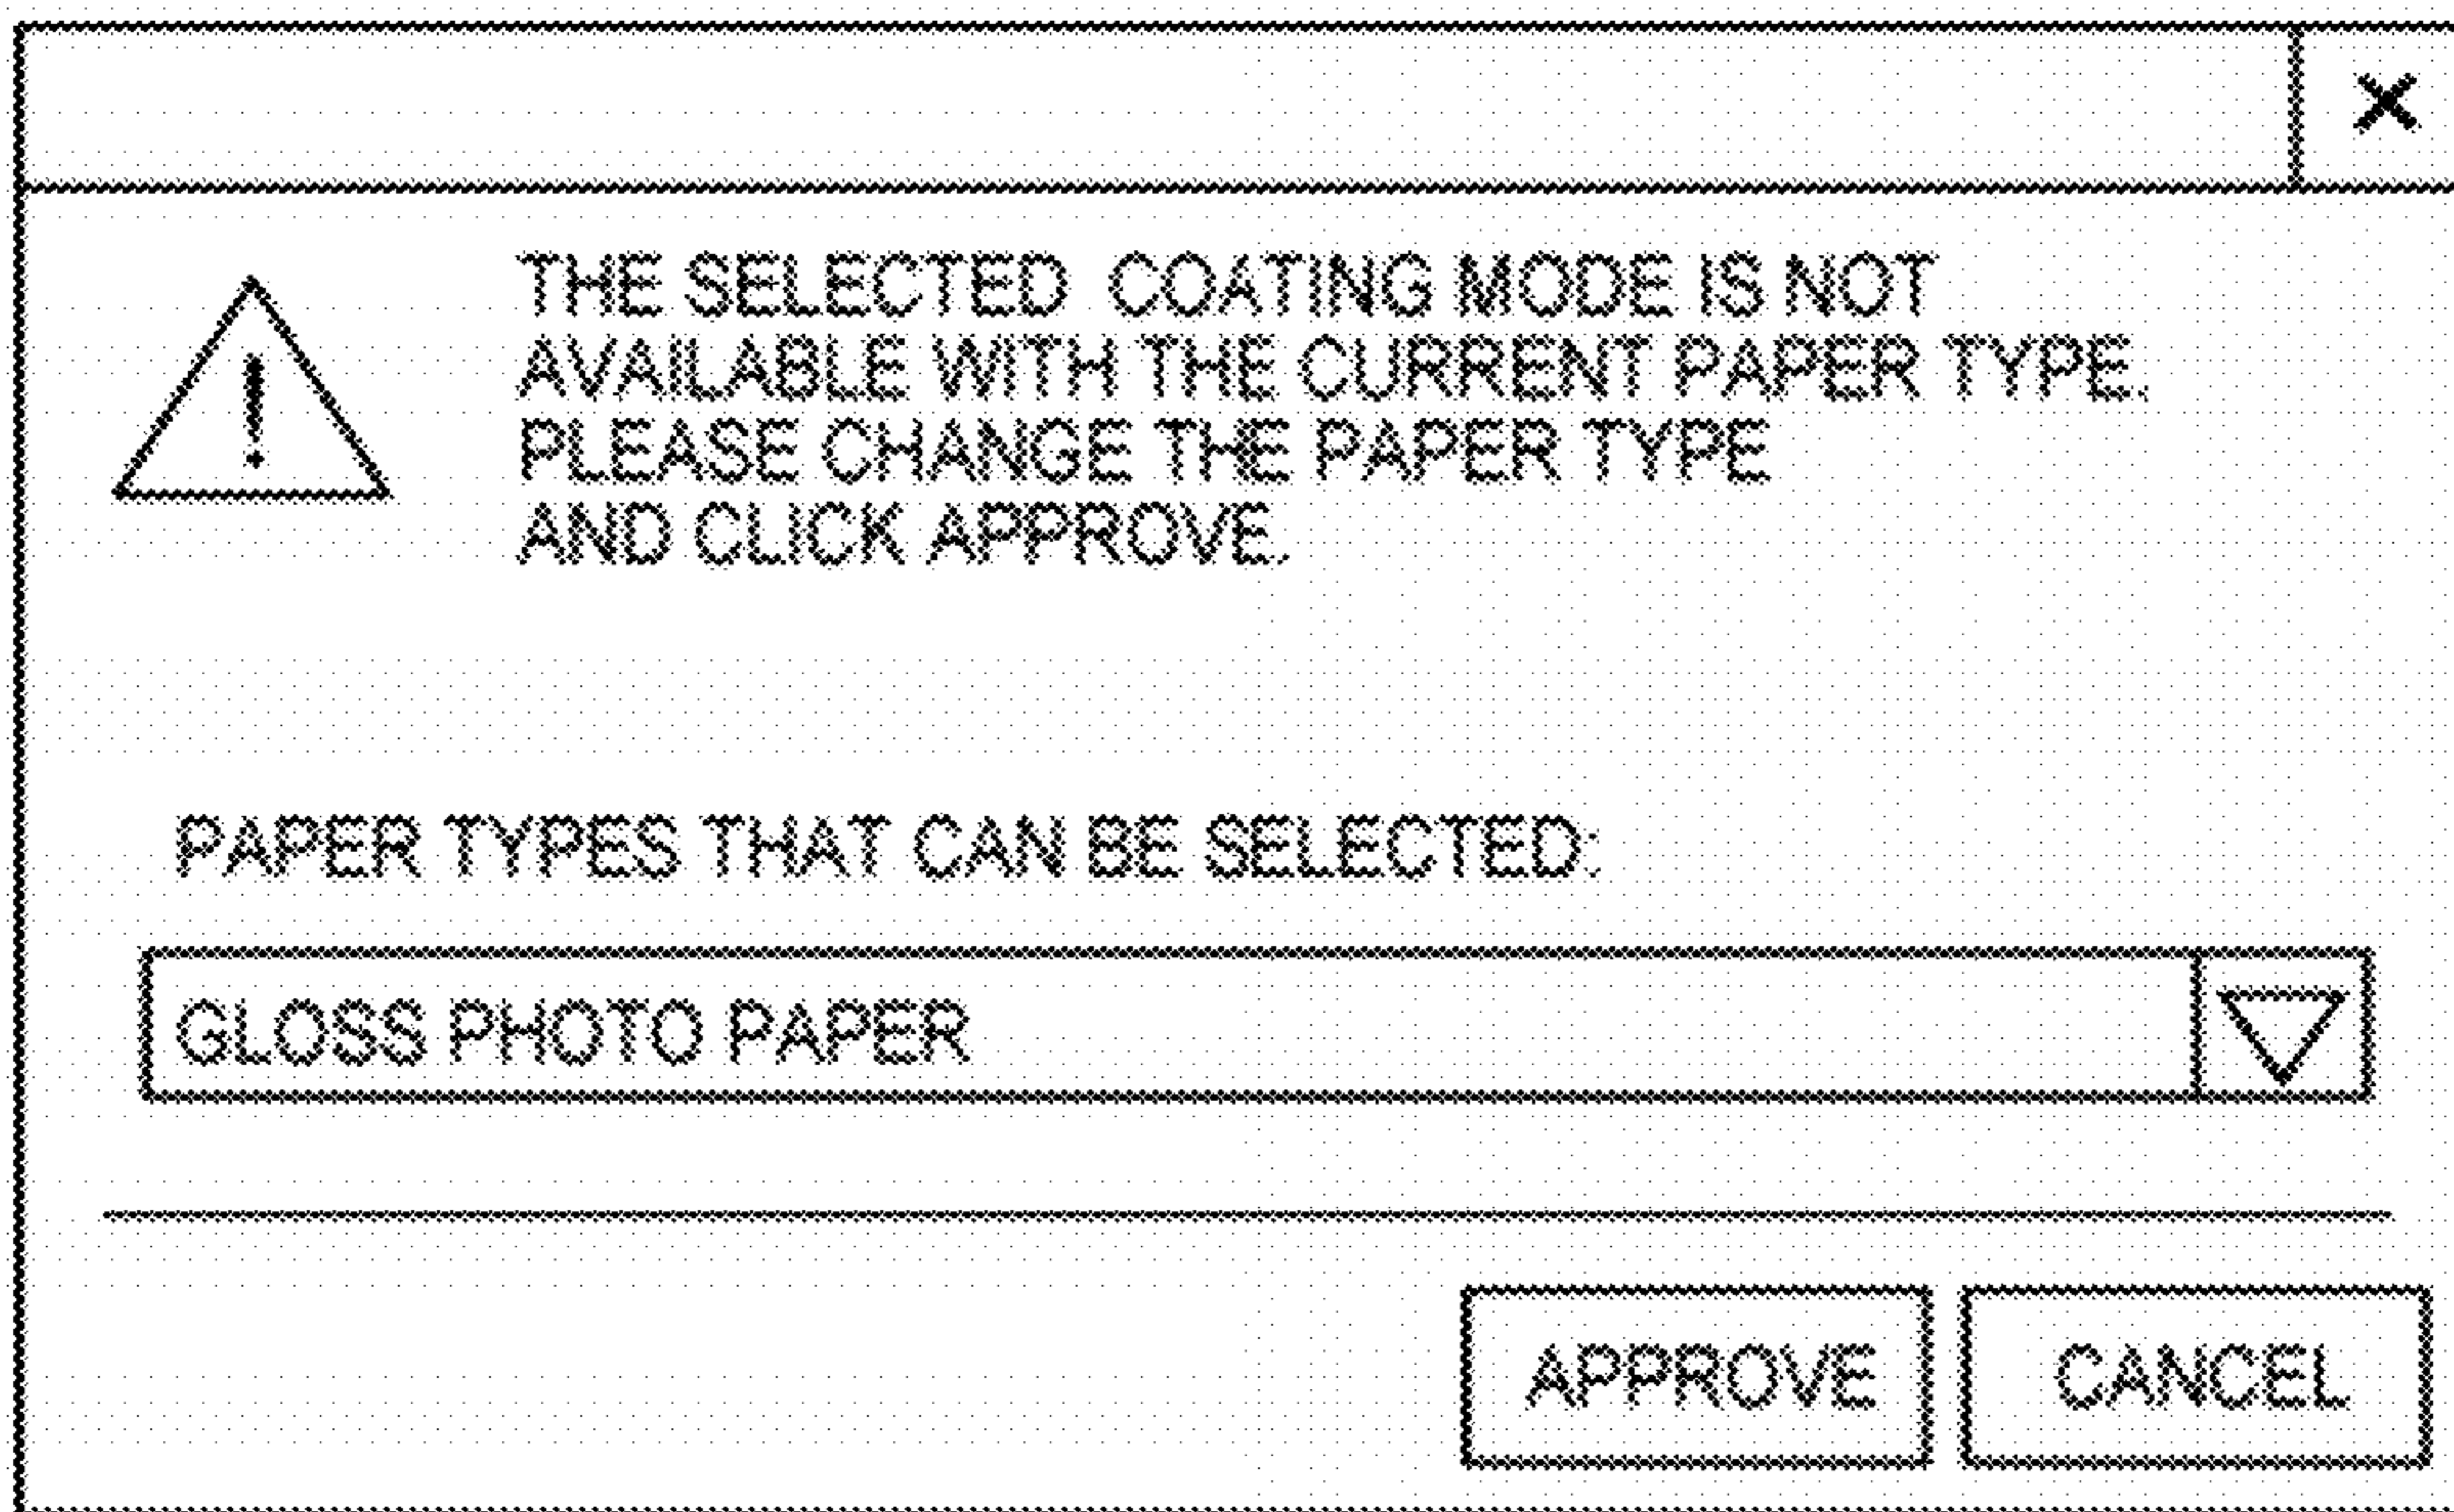 THE SELECTED COATING MODE IS NOT
AVAILABLE WITH THE CURRENT PAPER TYPE.
PLEASE CHANGE THE PAPER TYPE
AND CLICK APPROVE.
PAPER TYPES THAT CAN BE SELECTED:
GLOSS PHOTO PAPER
APPROVE CANCEL